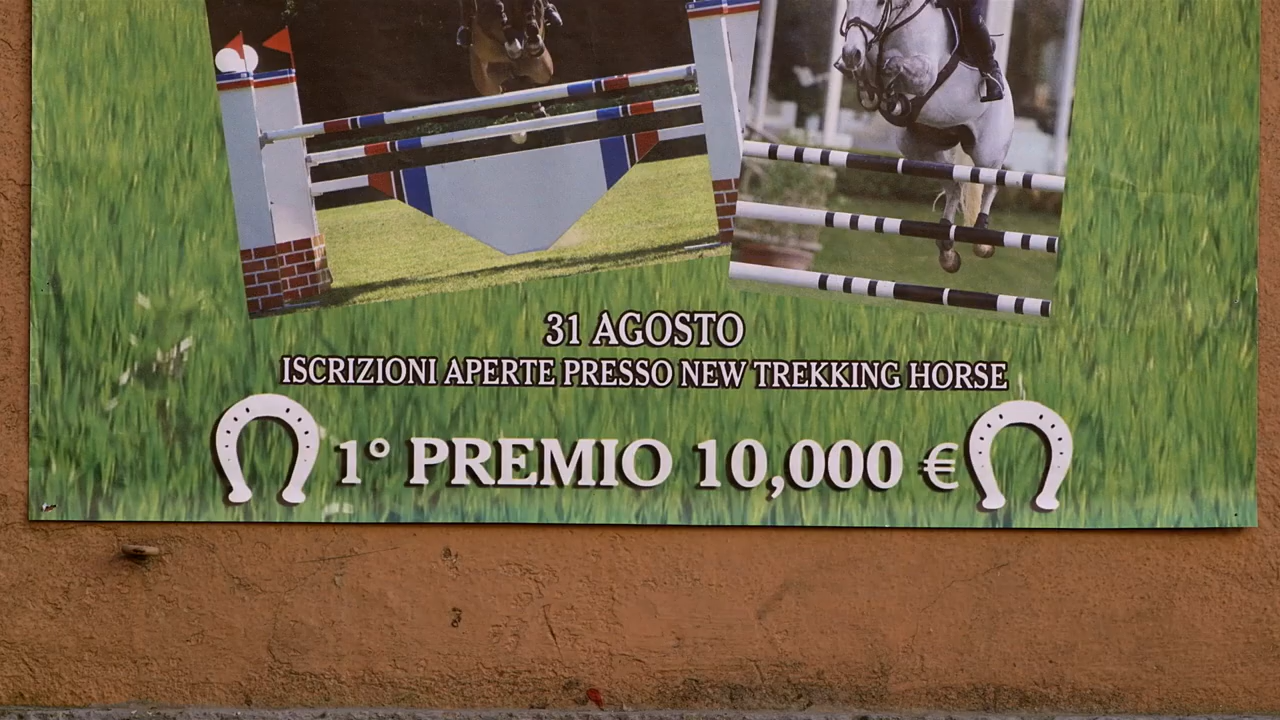 31 AGOSTO
ISCRIZIONI APERTE PRESSO NEW TREKKING HORSE
1° PREMIO 10,000 €